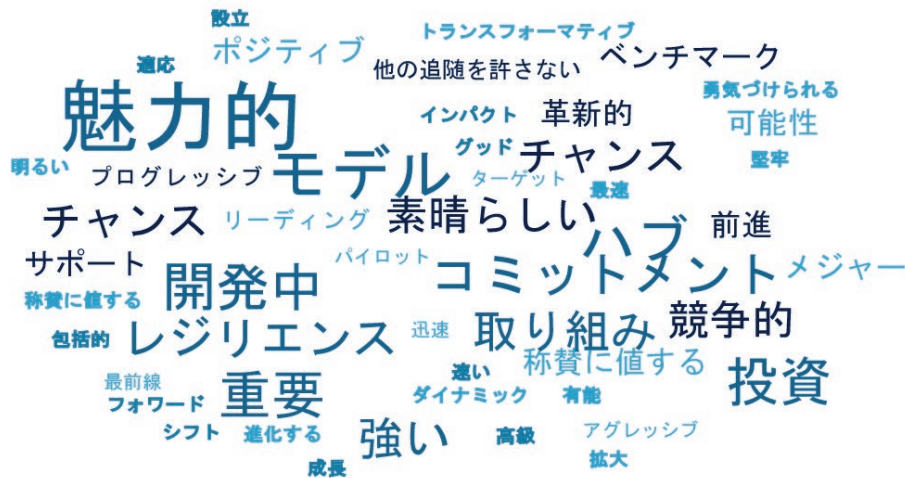 設立
トランスフォーマティブ
ポジティブ
ベンチマーク
適応
他の追随を許さない
勇気づけられる
魅力的
インパクト
革新的
可能性
グッド
チャンス
堅牢
明るい
プログレッシブ
モデル
ターゲット
最速
チャンス
リーディング
素晴らしい
ハブ
前進
サポート
パイロット
コミットメント
メジャー
開発中
称賛に値する
包括的
レジリエンス
迅速
取り組み
競争的
称賛に値する
最前線
重要
速い
投資
フォワード
ダイナミック
有能
シフト
進化する
強い
高級
アグレッシブ
成長
拡大